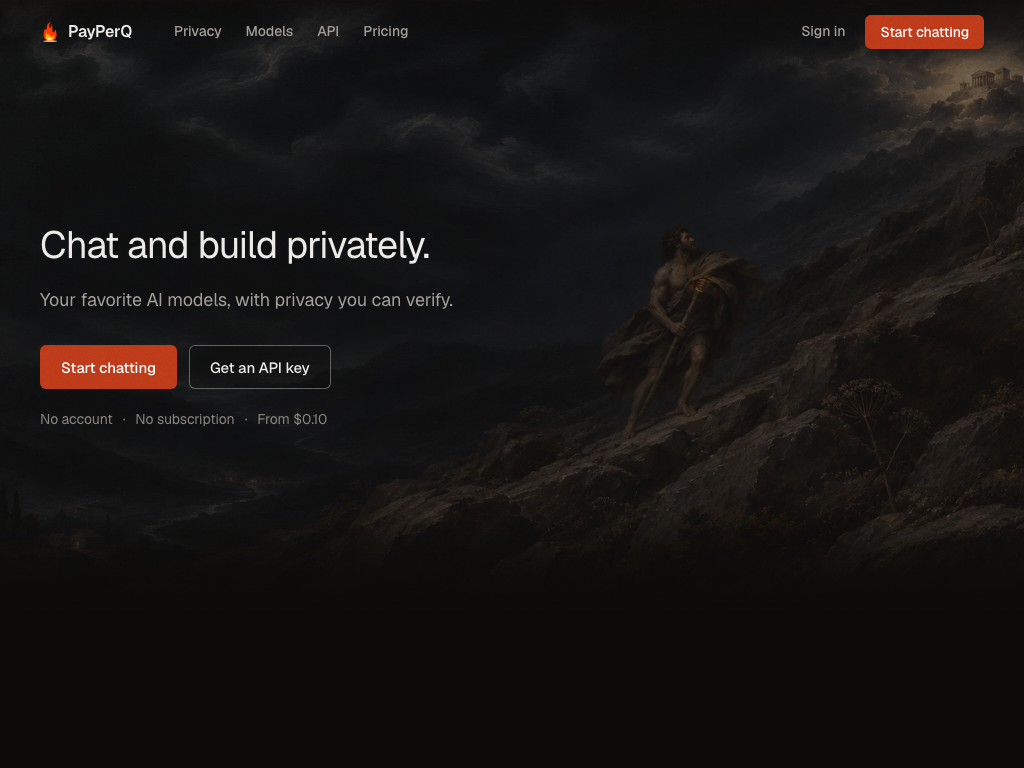 PayPerQ Privacy Models API Pricing Sign in Start chatting
Chat and build privately.
Your favorite AI models, with privacy you can verify.
Start chatting Get an API key
No account · No subscription · From $0.10